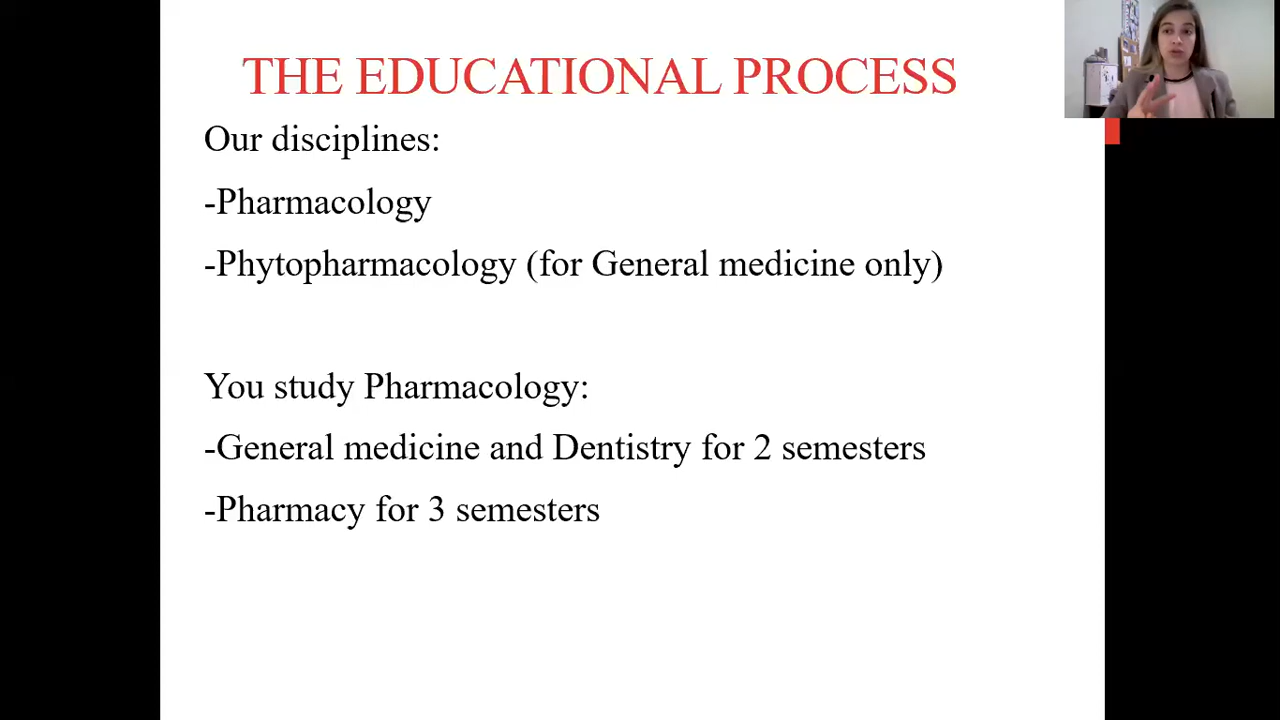 THE EDUCATIONAL PROCESS
Our disciplines:
-Pharmacology
-Phytopharmacology (for General medicine only)
You study Pharmacology:
-General medicine and Dentistry for 2 semesters
-Pharmacy for 3 semesters